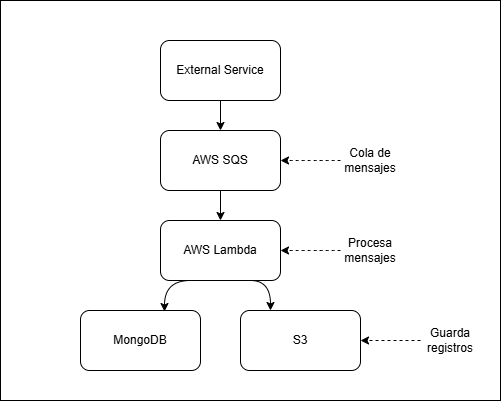 External Service
AWS SQS
Cola de
mensajes
AWS Lambda
Procesa
mensajes
MongoDB
S3
Guarda
registros